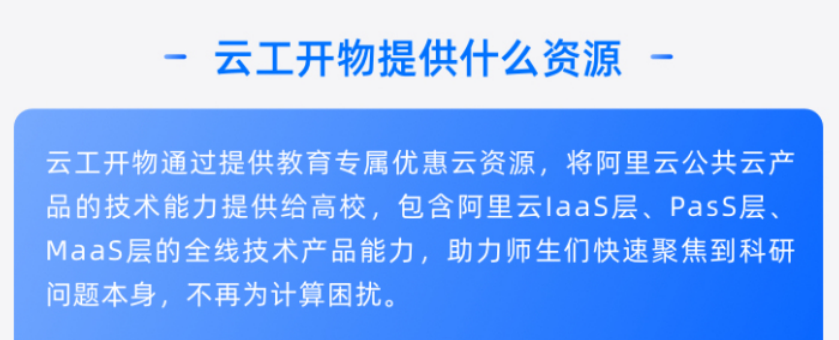 云工开物提供什么资源
云工开物通过提供教育专属优惠云资源，将阿里云公共云产
品的技术能力提供给高校，包含阿里云IaaS层、PasS层、
MaaS层的全线技术产品能力，助力师生们快速聚焦到科研
问题本身，不再为计算困扰。